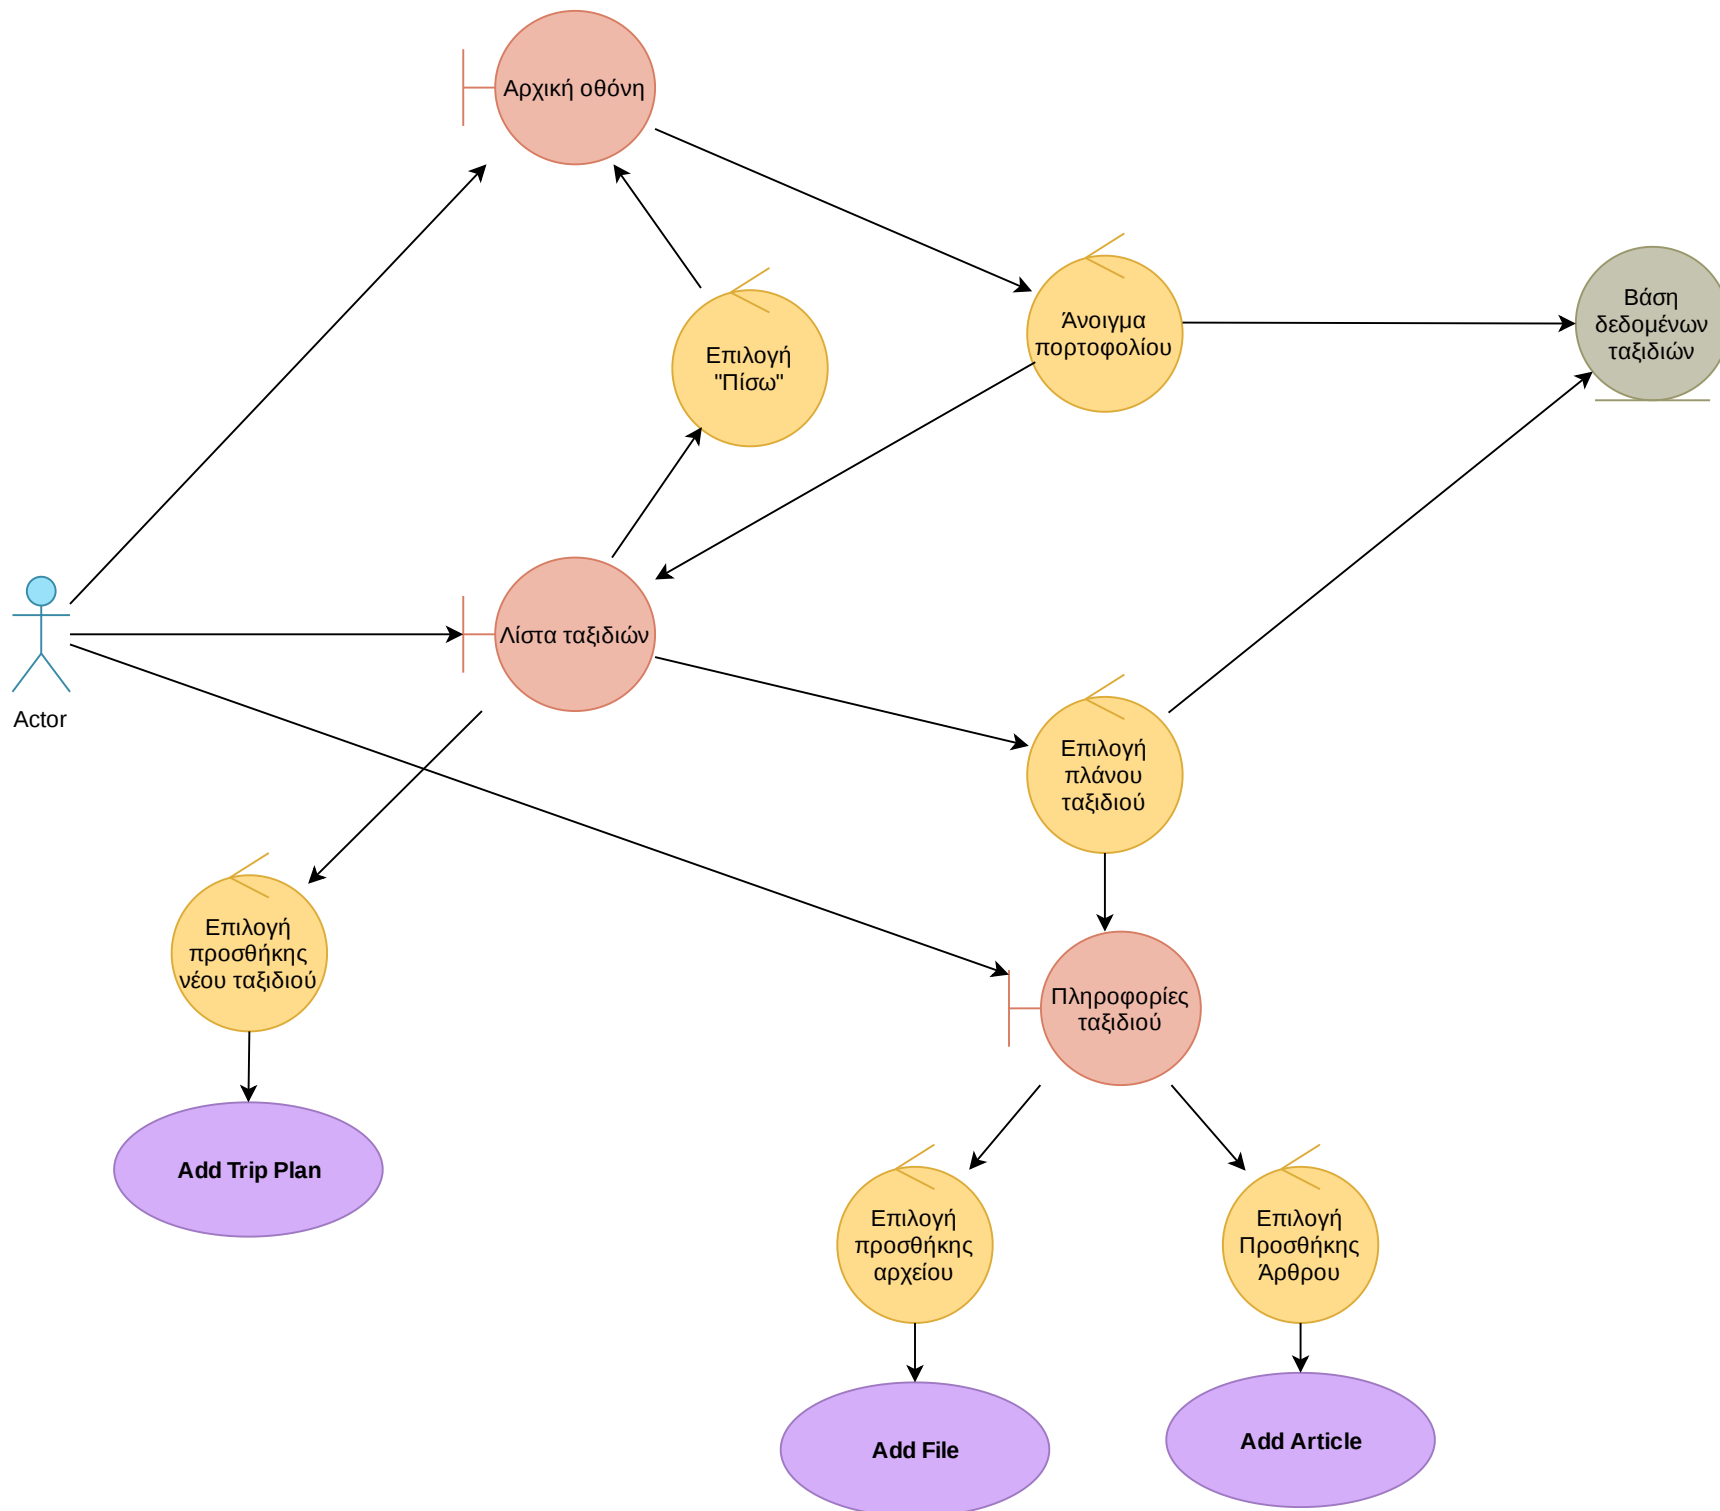 Αρχική οθόνη
Άνοιγμα
πορτοφολίου
Βάση
δεδομένων
ταξιδιών
Επιλογή
"Πίσω"
Λίστα ταξιδιών
Actor
Επιλογή
πλάνου
ταξιδιού
Επιλογή
προσθήκης
νέου ταξιδιού
Πληροφορίες
ταξιδιού
Add Trip Plan
Επιλογή
προσθήκης
αρχείου
Επιλογή
Προσθήκης
Άρθρου
Add File
Add Article